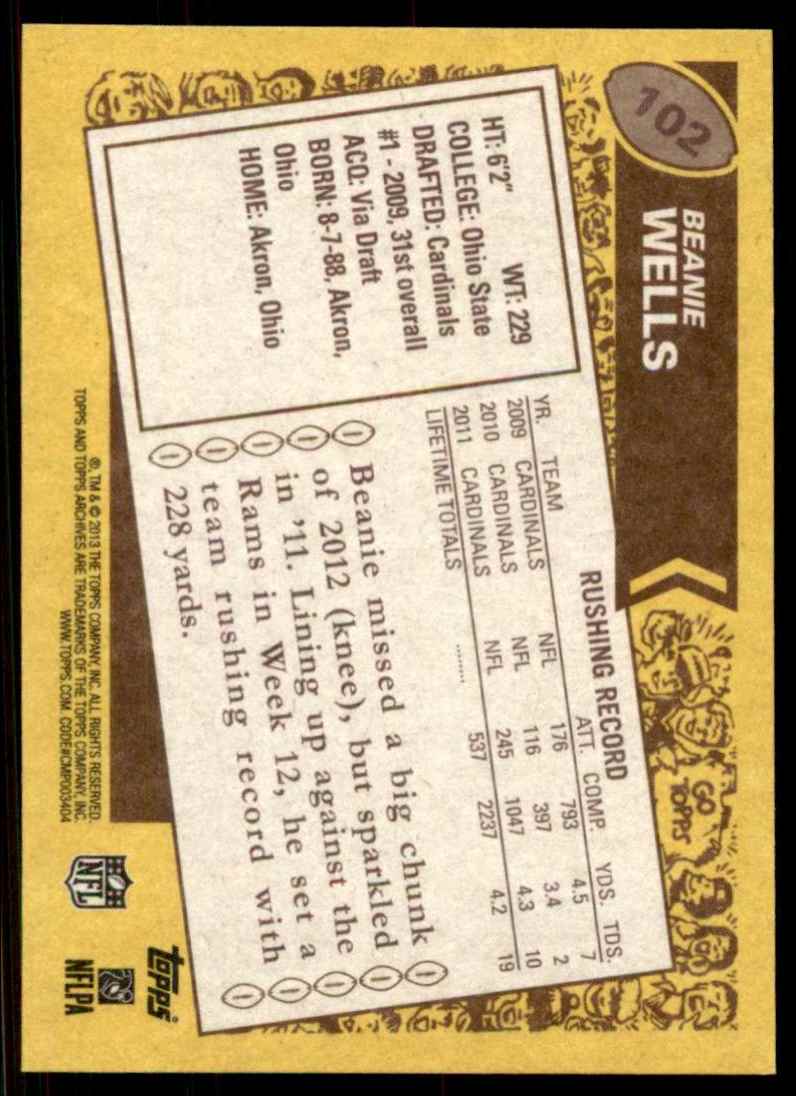 102
BEANIE
WELLS
HT: 6'2" WT: 229
COLLEGE: Ohio State
DRAFTED: Cardinals
#1 - 2009, 31st overall
ACQ: Via Draft
BORN: 8-7-88, Akron,
Ohio
HOME: Akron, Ohio
RUSHING RECORD
YR. TEAM ATT. COMP. YDS. TDS.
2009 CARDINALS NFL 176 793 4.5 7
2010 CARDINALS NFL 116 397 3.4 2
2011 CARDINALS NFL 245 1047 4.3 10
LIFETIME TOTALS ........ 537 2237 4.2 19
Beanie missed a big chunk
of 2012 (knee), but sparkled
in '11. Lining up against the
Rams in Week 12, he set a
team rushing record with
228 yards.
GO
TOPPS
®, TM & © 2013 THE TOPPS COMPANY, INC. ALL RIGHTS RESERVED.
TOPPS AND TOPPS ARCHIVES ARE TRADEMARKS OF THE TOPPS COMPANY, INC.
WWW.TOPPS.COM CODE#CMP003404
NFL
NFLPA
topps